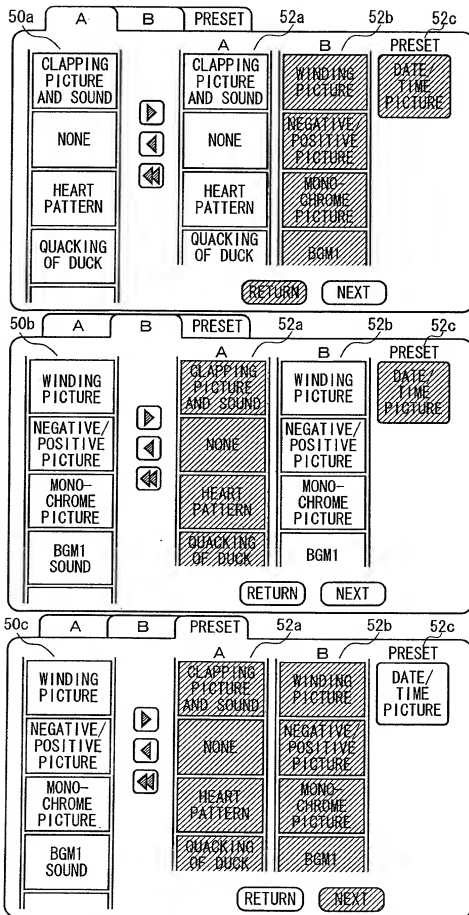 50a A B PRESET 52a 52b 52c
A B PRESET
CLAPPING
PICTURE
AND SOUND
NONE
HEART
PATTERN
QUACKING
OF DUCK
CLAPPING
PICTURE
AND SOUND
NONE
HEART
PATTERN
QUACKING
OF DUCK
WINDING
PICTURE
NEGATIVE/
POSITIVE
PICTURE
MONO-
CHROME
PICTURE
BGM1
DATE/
TIME
PICTURE
RETURN NEXT
50b A B PRESET 52a 52b 52c
A B PRESET
WINDING
PICTURE
NEGATIVE/
POSITIVE
PICTURE
MONO-
CHROME
PICTURE
BGM1
SOUND
CLAPPING
PICTURE
AND SOUND
NONE
HEART
PATTERN
QUACKING
OF DUCK
WINDING
PICTURE
NEGATIVE/
POSITIVE
PICTURE
MONO-
CHROME
PICTURE
BGM1
DATE/
TIME
PICTURE
RETURN NEXT
50c A B PRESET 52a 52b 52c
A B PRESET
WINDING
PICTURE
NEGATIVE/
POSITIVE
PICTURE
MONO-
CHROME
PICTURE
BGM1
SOUND
CLAPPING
PICTURE
AND SOUND
NONE
HEART
PATTERN
QUACKING
OF DUCK
WINDING
PICTURE
NEGATIVE/
POSITIVE
PICTURE
MONO-
CHROME
PICTURE
BGM1
DATE/
TIME
PICTURE
RETURN NEXT